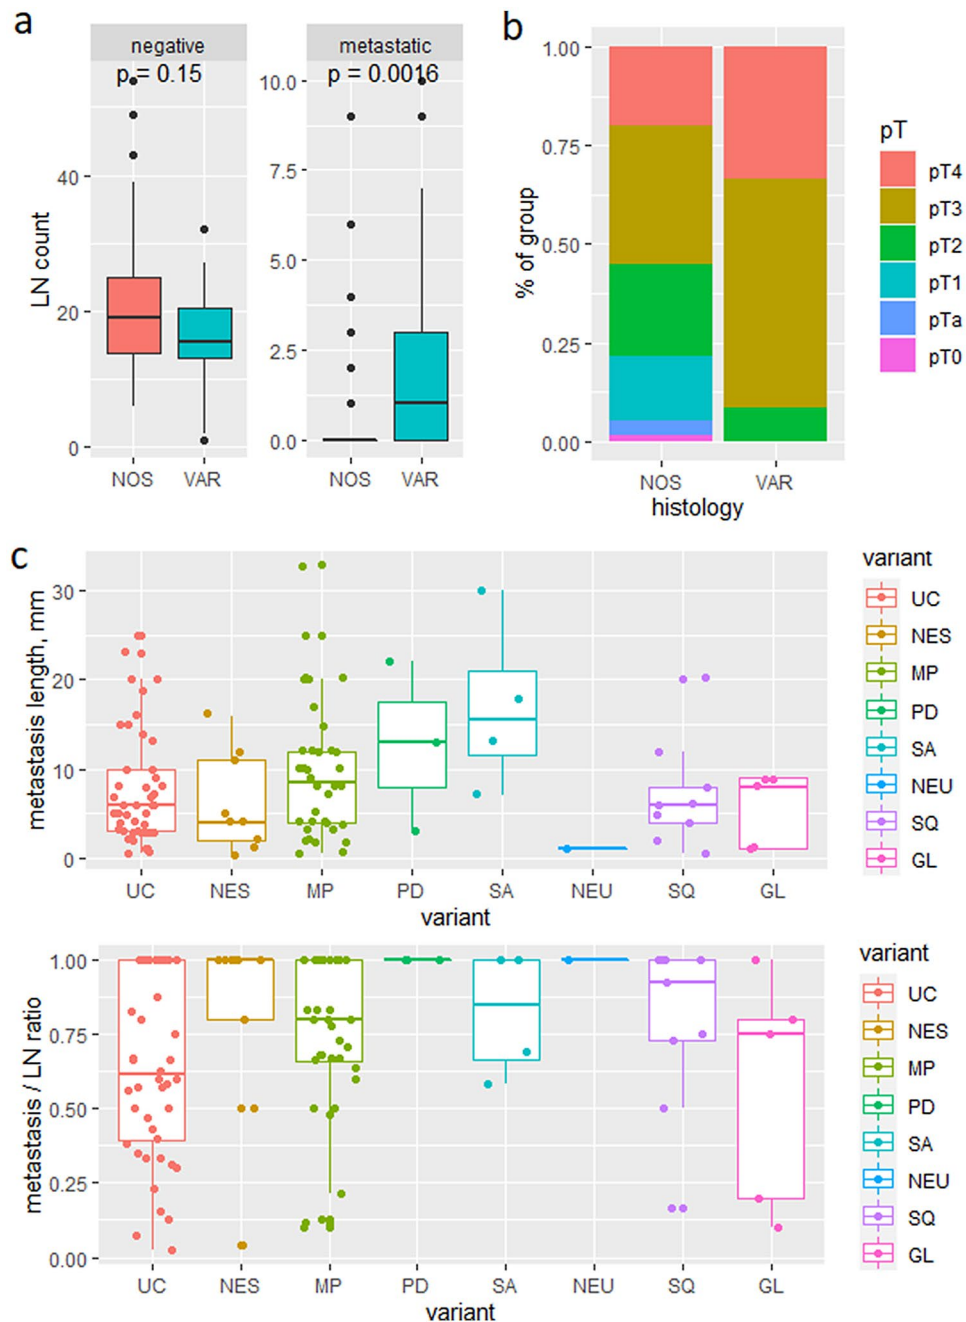 a
negative
metastatic
p = 0.15
p = 0.0016
LN count
40
20
0
10.0
7.5
5.0
2.5
0.0
NOS VAR
NOS VAR
b
% of group
1.00
0.75
0.50
0.25
0.00
NOS VAR
histology
pT
pT4
pT3
pT2
pT1
pTa
pT0
c
metastasis length, mm
30
20
10
0
UC NES MP PD SA NEU SQ GL
variant
variant
UC
NES
MP
PD
SA
NEU
SQ
GL
metastasis / LN ratio
1.00
0.75
0.50
0.25
0.00
UC NES MP PD SA NEU SQ GL
variant
variant
UC
NES
MP
PD
SA
NEU
SQ
GL